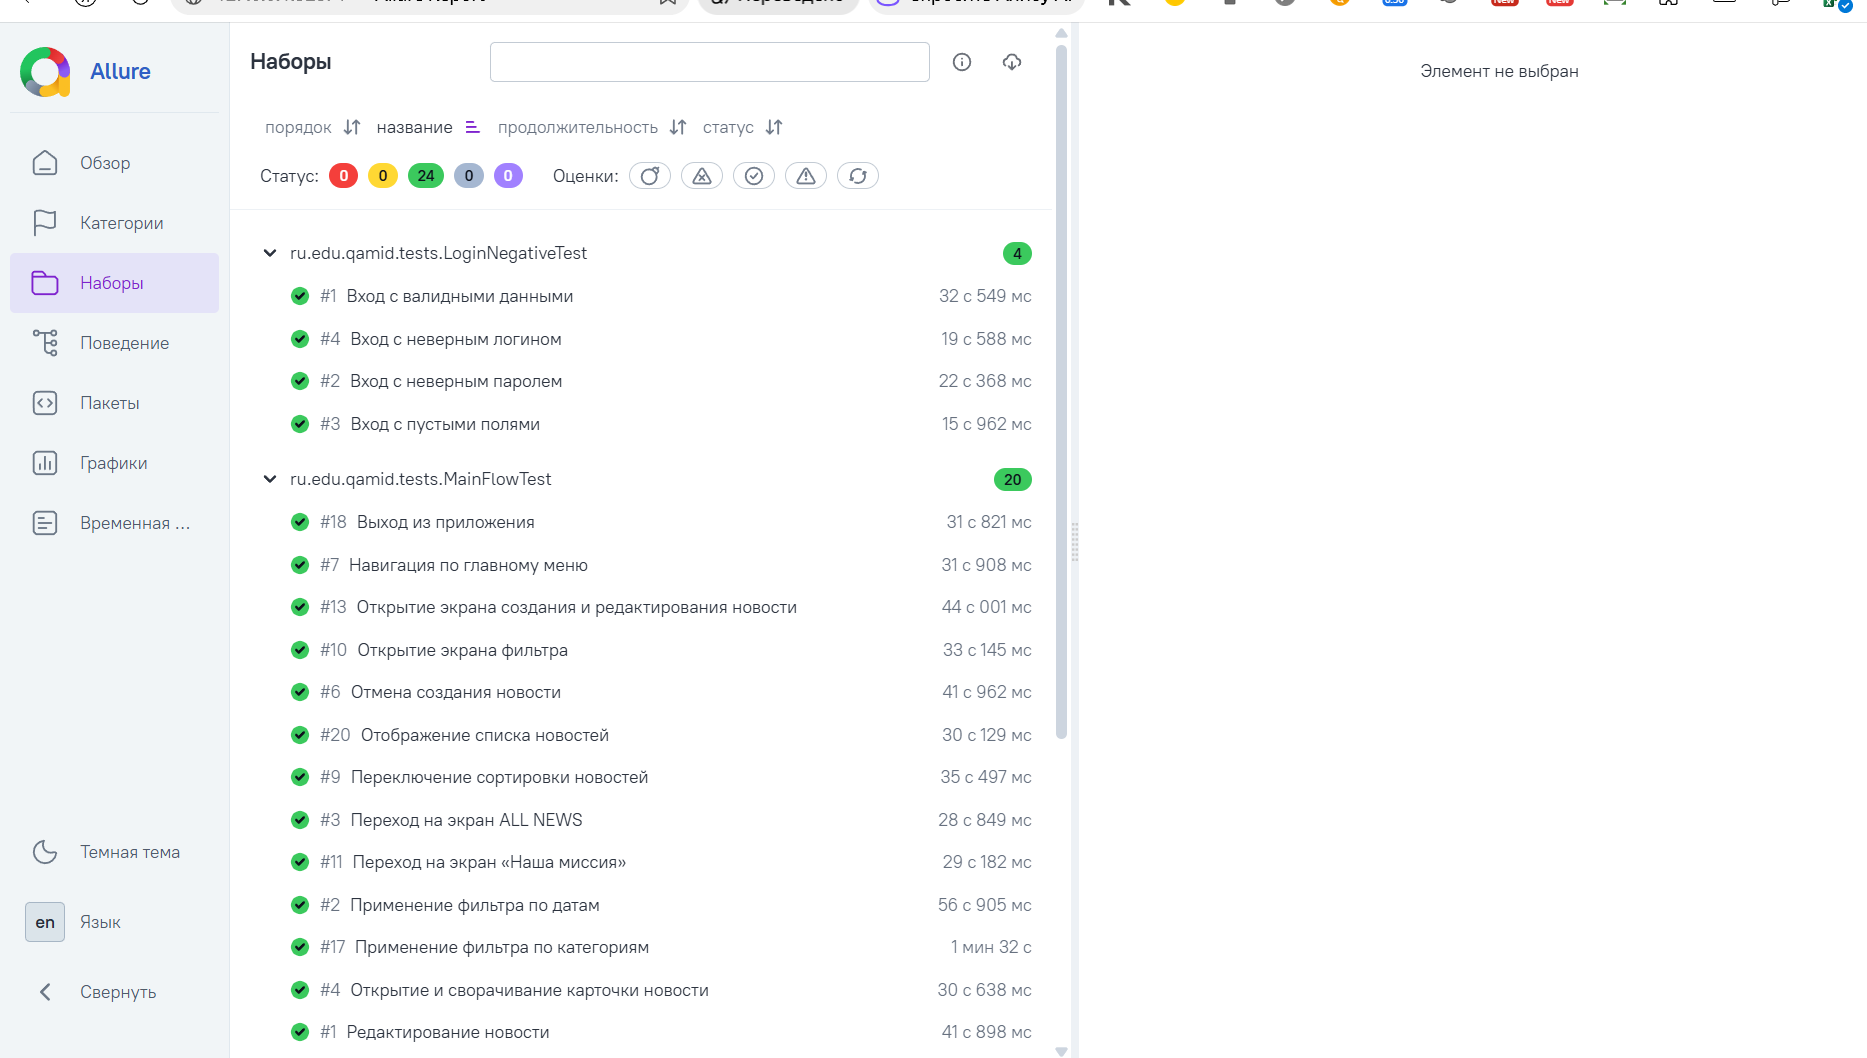 Allure
Обзор
Категории
Наборы
Поведение
Пакеты
Графики
Временная ...
Темная тема
en Язык
Свернуть
Наборы
порядок название продолжительность статус
Статус: 0 0 24 0 0 Оценки:
ru.edu.qamid.tests.LoginNegativeTest 4
#1 Вход с валидными данными 32 с 549 мс
#4 Вход с неверным логином 19 с 588 мс
#2 Вход с неверным паролем 22 с 368 мс
#3 Вход с пустыми полями 15 с 962 мс
ru.edu.qamid.tests.MainFlowTest 20
#18 Выход из приложения 31 с 821 мс
#7 Навигация по главному меню 31 с 908 мс
#13 Открытие экрана создания и редактирования новости 44 с 001 мс
#10 Открытие экрана фильтра 33 с 145 мс
#6 Отмена создания новости 41 с 962 мс
#20 Отображение списка новостей 30 с 129 мс
#9 Переключение сортировки новостей 35 с 497 мс
#3 Переход на экран ALL NEWS 28 с 849 мс
#11 Переход на экран «Наша миссия» 29 с 182 мс
#2 Применение фильтра по датам 56 с 905 мс
#17 Применение фильтра по категориям 1 мин 32 с
#4 Открытие и сворачивание карточки новости 30 с 638 мс
#1 Редактирование новости 41 с 898 мс
Элемент не выбран